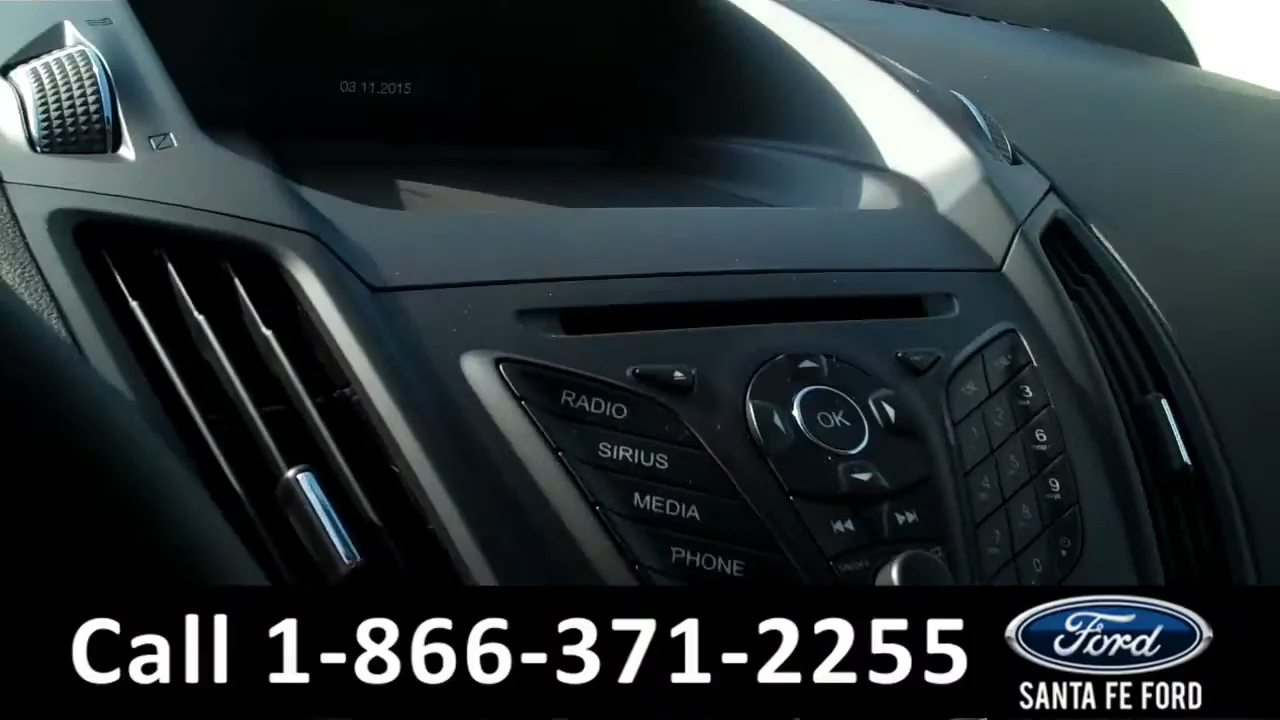 03 11.2015
RADIO
SIRIUS
MEDIA
PHONE
OK
3
6
9
Call 1-866-371-2255
Ford
SANTA FE FORD